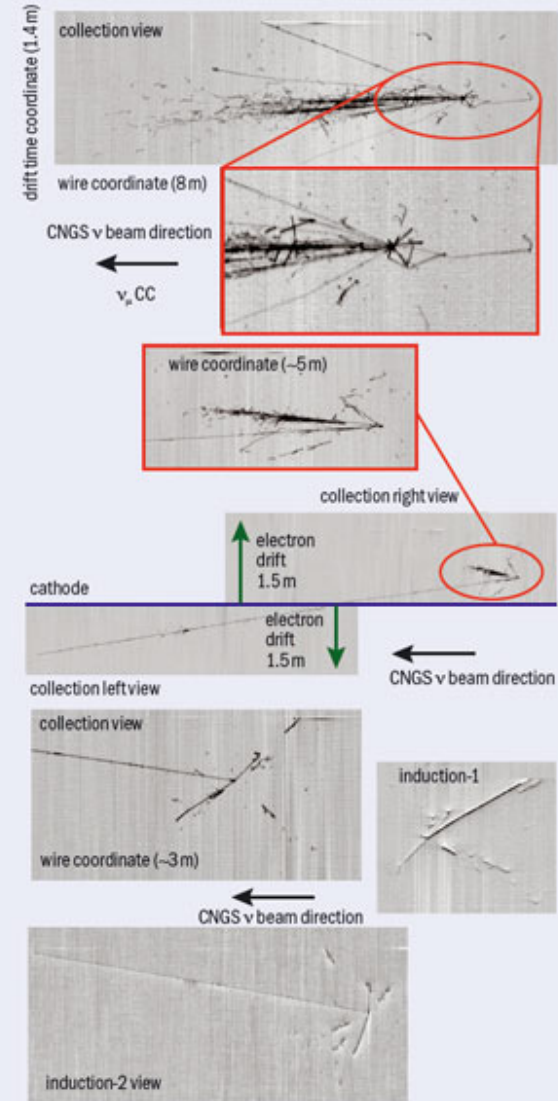 drift time coordinate (1.4 m)
collection view
wire coordinate (8 m)
CNGS ν beam direction
νμ CC
wire coordinate (~5 m)
collection right view
electron
drift
1.5 m
cathode
electron
drift
1.5 m
collection left view
CNGS ν beam direction
collection view
induction-1
wire coordinate (~3 m)
CNGS ν beam direction
induction-2 view